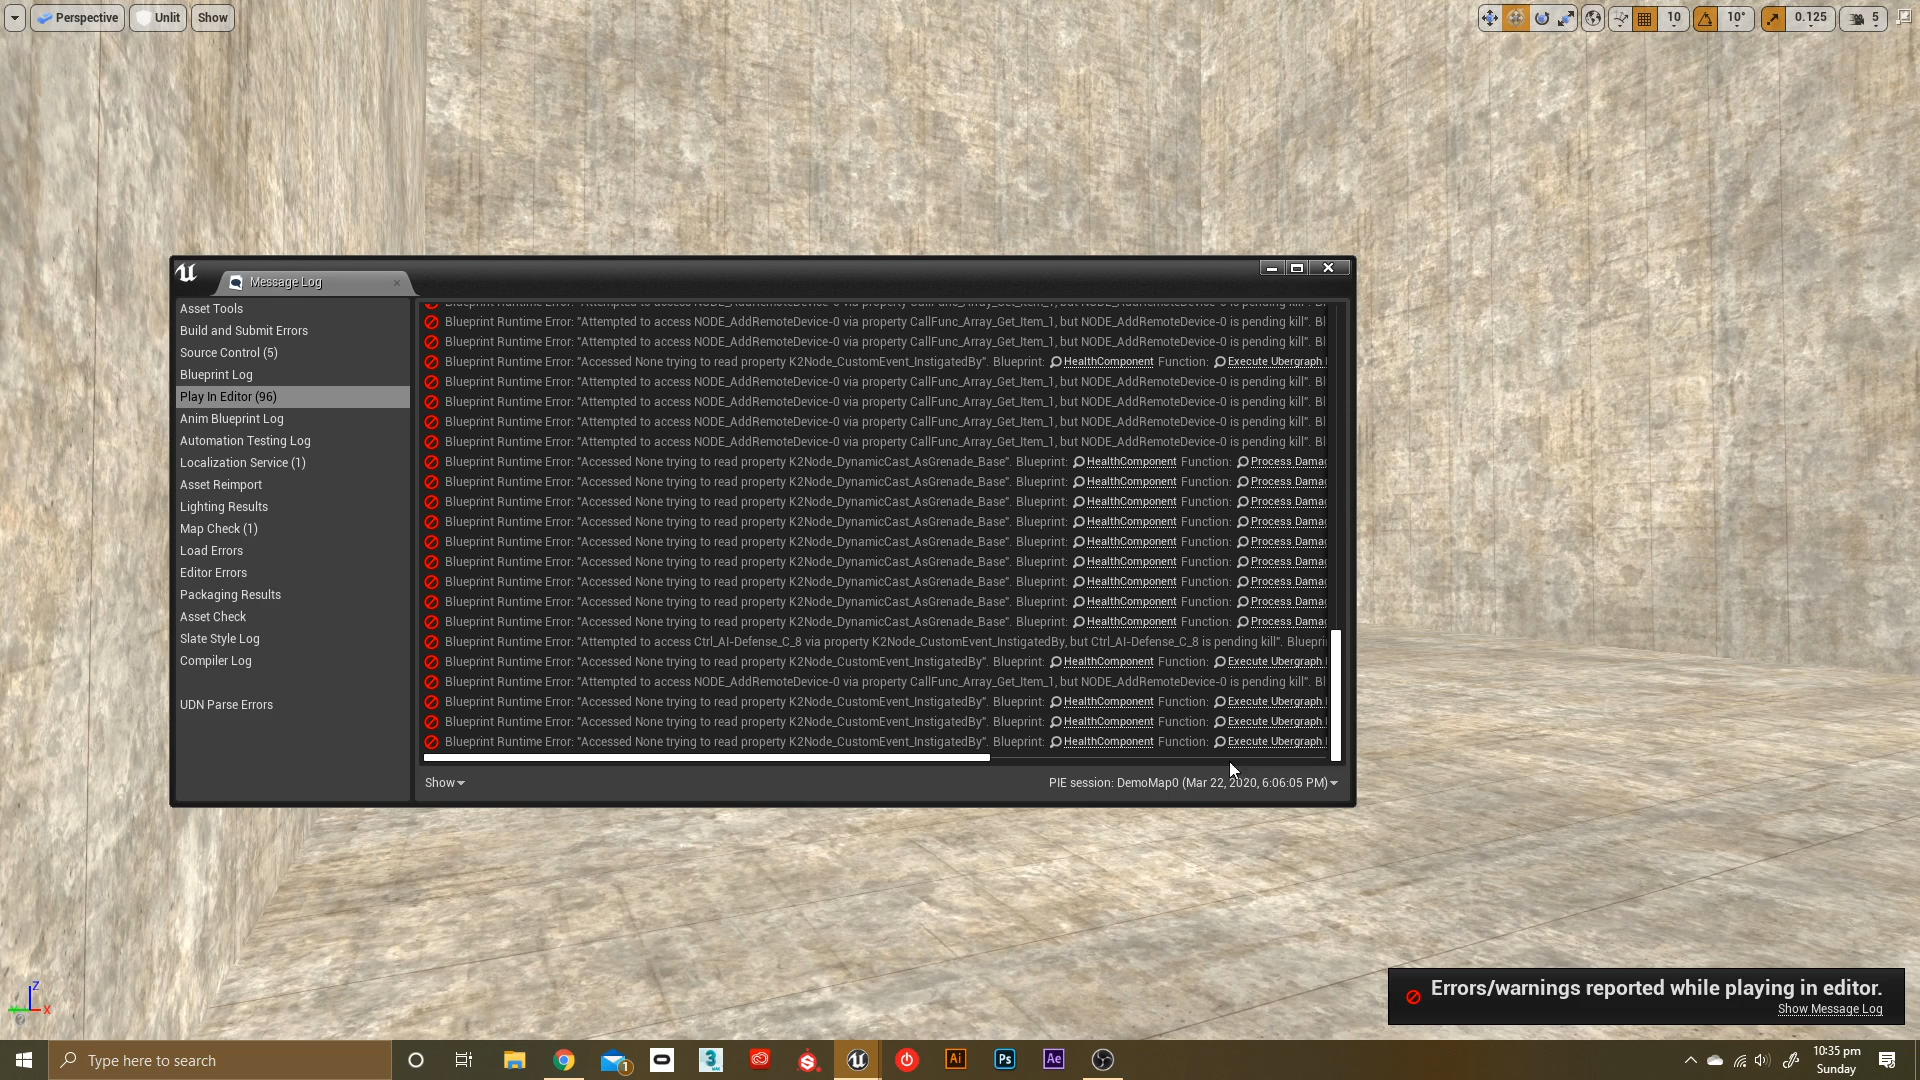 Perspective Unlit Show
10 10° 0.125 5
Message Log
Asset Tools
Build and Submit Errors
Source Control (5)
Blueprint Log
Play In Editor (96)
Anim Blueprint Log
Automation Testing Log
Localization Service (1)
Asset Reimport
Lighting Results
Map Check (1)
Load Errors
Editor Errors
Packaging Results
Asset Check
Slate Style Log
Compiler Log
UDN Parse Errors
Blueprint Runtime Error: "Attempted to access NODE_AddRemoteDevice-0 via property CallFunc_Array_Get_Item_1, but NODE_AddRemoteDevice-0 is pending kill". Bl
Blueprint Runtime Error: "Attempted to access NODE_AddRemoteDevice-0 via property CallFunc_Array_Get_Item_1, but NODE_AddRemoteDevice-0 is pending kill". Bl
Blueprint Runtime Error: "Attempted to access NODE_AddRemoteDevice-0 via property CallFunc_Array_Get_Item_1, but NODE_AddRemoteDevice-0 is pending kill". Bl
Blueprint Runtime Error: "Accessed None trying to read property K2Node_CustomEvent_InstigatedBy". Blueprint: HealthComponent Function: Execute Ubergraph
Blueprint Runtime Error: "Attempted to access NODE_AddRemoteDevice-0 via property CallFunc_Array_Get_Item_1, but NODE_AddRemoteDevice-0 is pending kill". Bl
Blueprint Runtime Error: "Attempted to access NODE_AddRemoteDevice-0 via property CallFunc_Array_Get_Item_1, but NODE_AddRemoteDevice-0 is pending kill". Bl
Blueprint Runtime Error: "Attempted to access NODE_AddRemoteDevice-0 via property CallFunc_Array_Get_Item_1, but NODE_AddRemoteDevice-0 is pending kill". Bl
Blueprint Runtime Error: "Attempted to access NODE_AddRemoteDevice-0 via property CallFunc_Array_Get_Item_1, but NODE_AddRemoteDevice-0 is pending kill". Bl
Blueprint Runtime Error: "Accessed None trying to read property K2Node_DynamicCast_AsGrenade_Base". Blueprint: HealthComponent Function: Process Damag
Blueprint Runtime Error: "Accessed None trying to read property K2Node_DynamicCast_AsGrenade_Base". Blueprint: HealthComponent Function: Process Damag
Blueprint Runtime Error: "Accessed None trying to read property K2Node_DynamicCast_AsGrenade_Base". Blueprint: HealthComponent Function: Process Damag
Blueprint Runtime Error: "Accessed None trying to read property K2Node_DynamicCast_AsGrenade_Base". Blueprint: HealthComponent Function: Process Damag
Blueprint Runtime Error: "Accessed None trying to read property K2Node_DynamicCast_AsGrenade_Base". Blueprint: HealthComponent Function: Process Damag
Blueprint Runtime Error: "Accessed None trying to read property K2Node_DynamicCast_AsGrenade_Base". Blueprint: HealthComponent Function: Process Damag
Blueprint Runtime Error: "Accessed None trying to read property K2Node_DynamicCast_AsGrenade_Base". Blueprint: HealthComponent Function: Process Damag
Blueprint Runtime Error: "Accessed None trying to read property K2Node_DynamicCast_AsGrenade_Base". Blueprint: HealthComponent Function: Process Damag
Blueprint Runtime Error: "Accessed None trying to read property K2Node_DynamicCast_AsGrenade_Base". Blueprint: HealthComponent Function: Process Damag
Blueprint Runtime Error: "Attempted to access Ctrl_AI-Defense_C_8 via property K2Node_CustomEvent_InstigatedBy, but Ctrl_AI-Defense_C_8 is pending kill". Bluepri
Blueprint Runtime Error: "Accessed None trying to read property K2Node_CustomEvent_InstigatedBy". Blueprint: HealthComponent Function: Execute Ubergraph
Blueprint Runtime Error: "Attempted to access NODE_AddRemoteDevice-0 via property CallFunc_Array_Get_Item_1, but NODE_AddRemoteDevice-0 is pending kill". Bl
Blueprint Runtime Error: "Accessed None trying to read property K2Node_CustomEvent_InstigatedBy". Blueprint: HealthComponent Function: Execute Ubergraph
Blueprint Runtime Error: "Accessed None trying to read property K2Node_CustomEvent_InstigatedBy". Blueprint: HealthComponent Function: Execute Ubergraph
Blueprint Runtime Error: "Accessed None trying to read property K2Node_CustomEvent_InstigatedBy". Blueprint: HealthComponent Function: Execute Ubergraph
Show PIE session: DemoMap0 (Mar 22, 2020, 6:06:05 PM)
Errors/warnings reported while playing in editor.
Show Message Log
Z
X
Type here to search
1
3
Ai
Ps
Ae
10:35 pm
Sunday